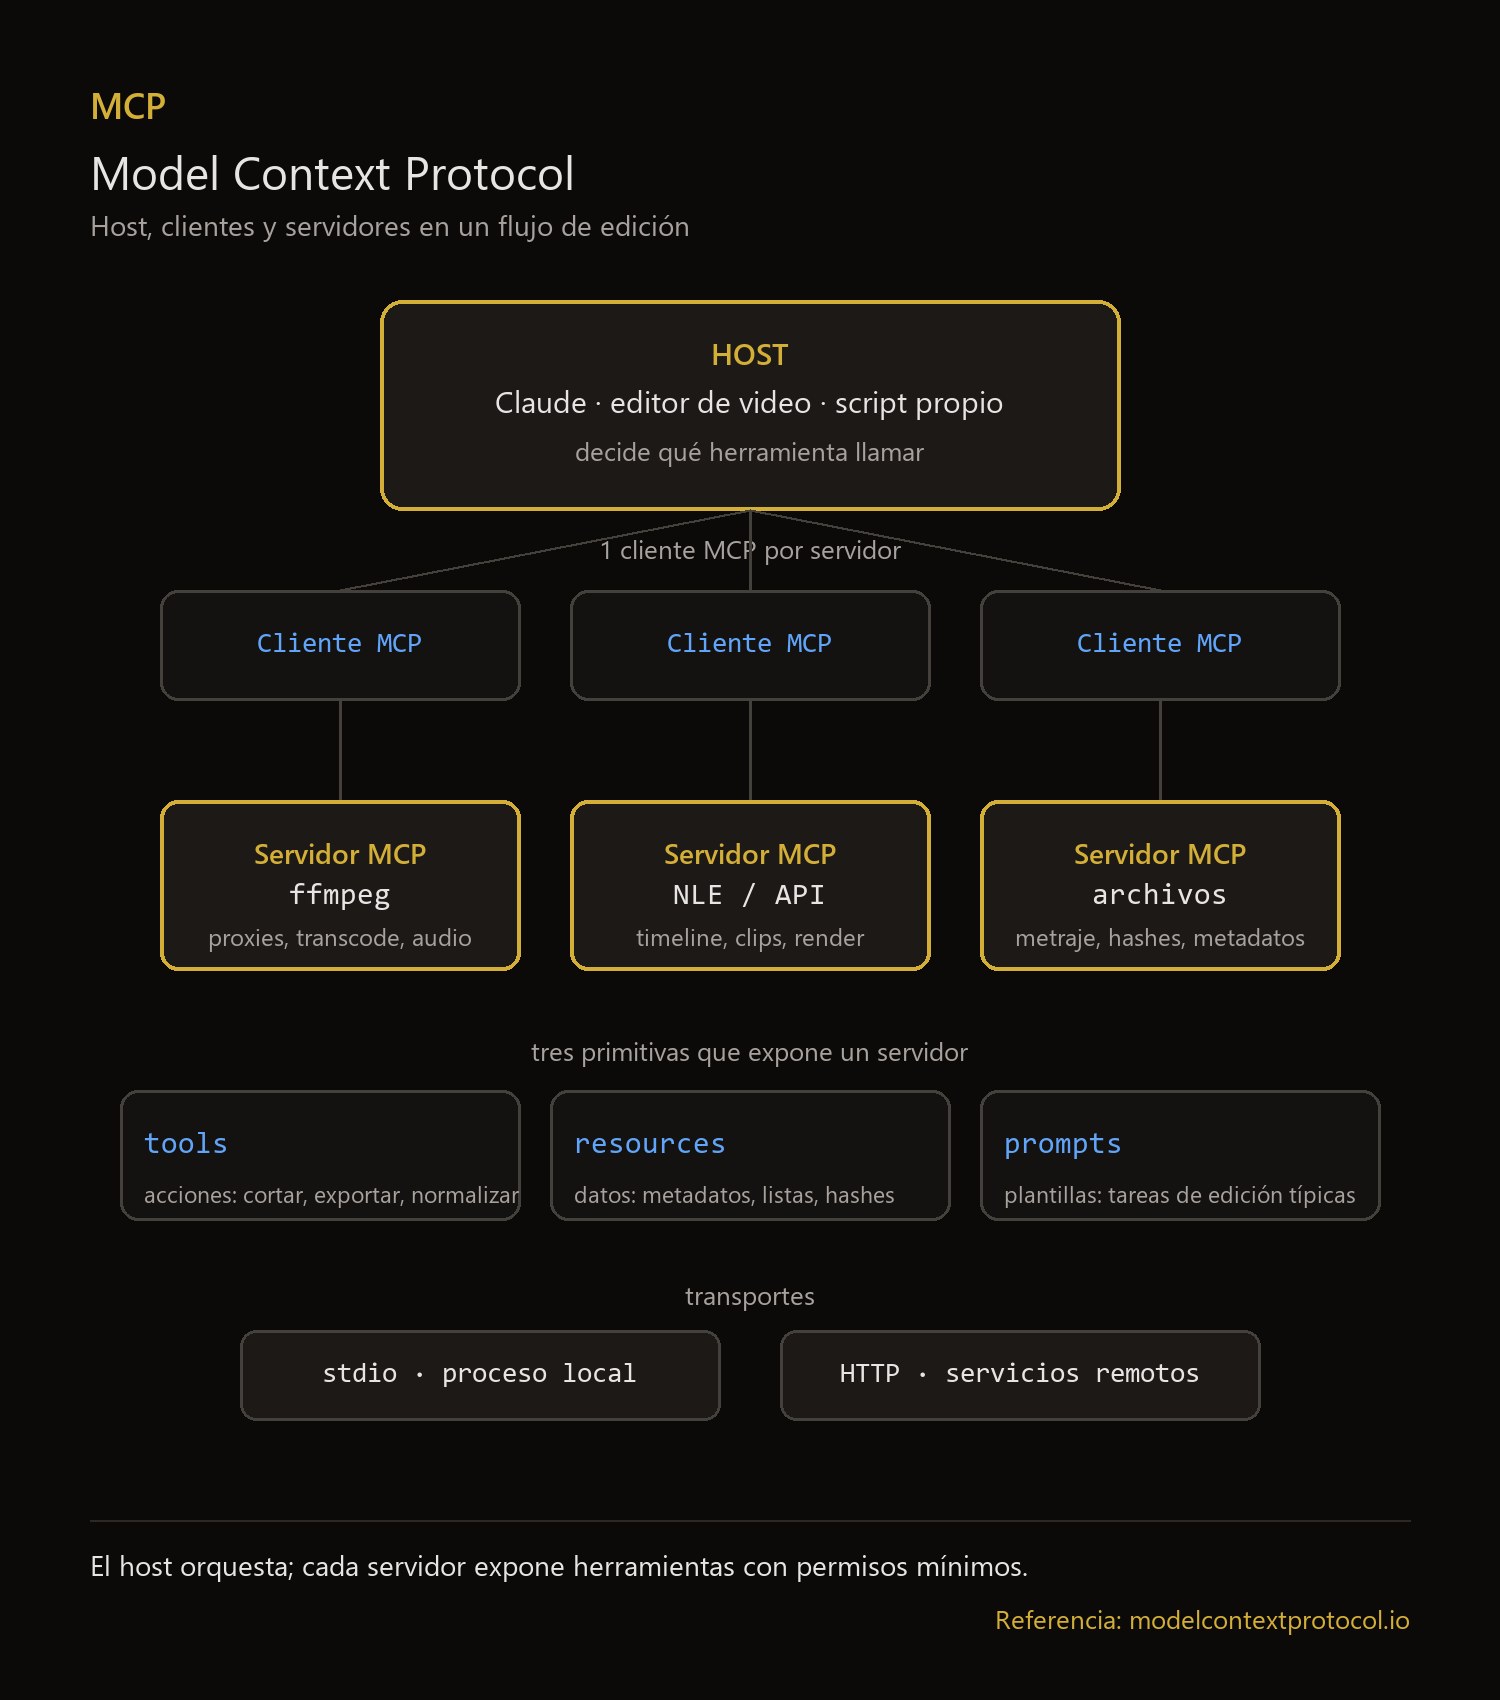 MCP
Model Context Protocol
Host, clientes y servidores en un flujo de edición
HOST
Claude · editor de video · script propio
decide qué herramienta llamar
1 cliente MCP por servidor
Cliente MCP
Cliente MCP
Cliente MCP
Servidor MCP
ffmpeg
proxies, transcode, audio
Servidor MCP
NLE / API
timeline, clips, render
Servidor MCP
archivos
metraje, hashes, metadatos
tres primitivas que expone un servidor
tools
acciones: cortar, exportar, normalizar
resources
datos: metadatos, listas, hashes
prompts
plantillas: tareas de edición típicas
transportes
stdio · proceso local
HTTP · servicios remotos
El host orquesta; cada servidor expone herramientas con permisos mínimos.
Referencia: modelcontextprotocol.io